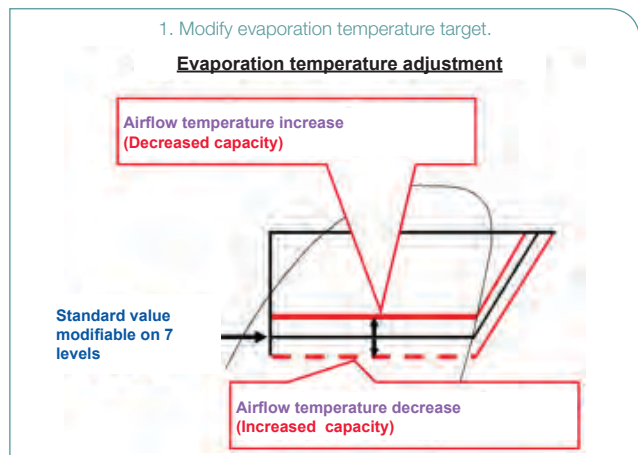 1. Modify evaporation temperature target.
Evaporation temperature adjustment
Airflow temperature increase
(Decreased capacity)
Standard value
modifiable on 7
levels
Airflow temperature decrease
(Increased capacity)